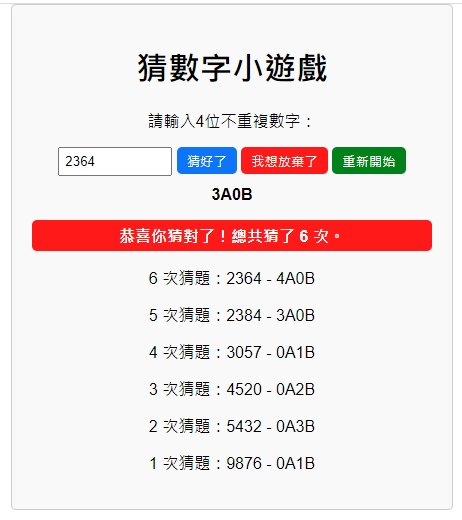 猜數字小遊戲
請輸入4位不重複數字：
2364 猜好了 我想放棄了 重新開始
3A0B
恭喜你猜對了！總共猜了 6 次。
6 次猜題：2364 - 4A0B
5 次猜題：2384 - 3A0B
4 次猜題：3057 - 0A1B
3 次猜題：4520 - 0A2B
2 次猜題：5432 - 0A3B
1 次猜題：9876 - 0A1B